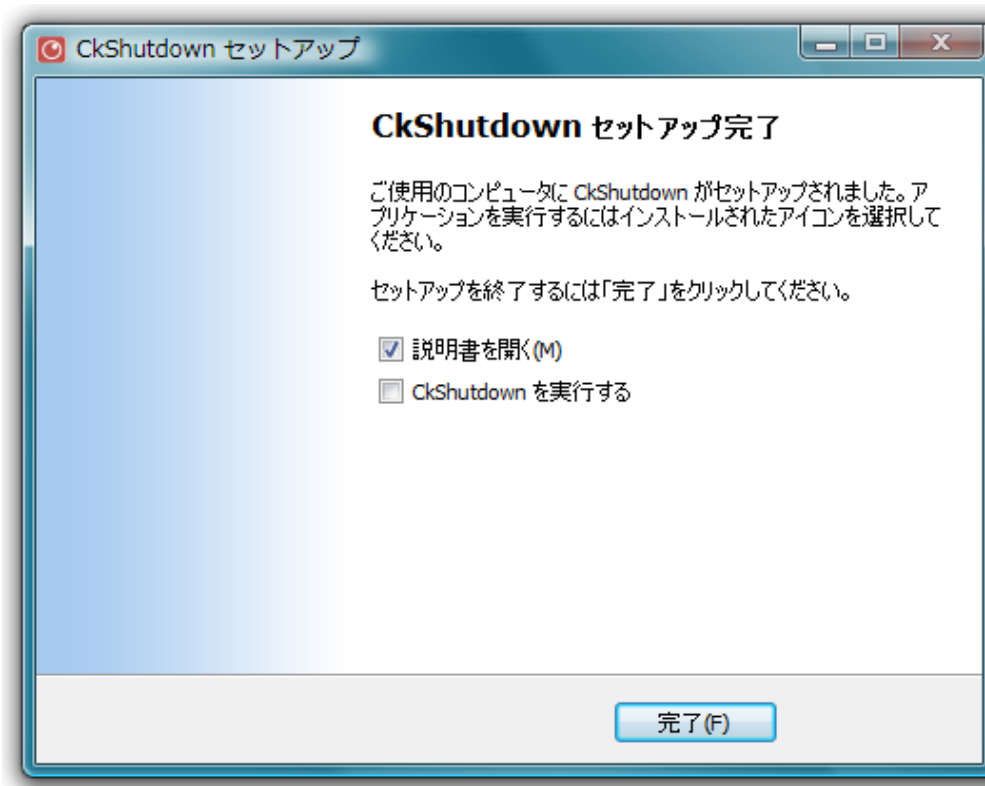 CkShutdown セットアップ
CkShutdown セットアップ完了
ご使用のコンピュータに CkShutdown がセットアップされました。ア
プリケーションを実行するにはインストールされたアイコンを選択して
ください。
セットアップを終了するには「完了」をクリックしてください。
説明書を開く(M)
CkShutdown を実行する
完了(F)